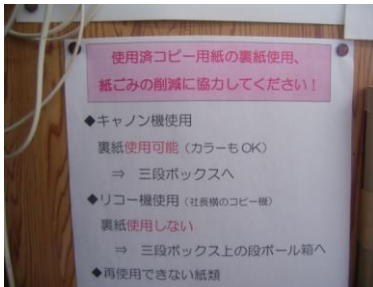 使用済コピー用紙の裏紙使用、
紙ごみの削減に協力してください！
◆キャノン機使用
裏紙使用可能（カラーもOK）
⇒ 三段ボックスへ
◆リコー機使用（社長横のコピー機）
裏紙使用しない
⇒ 三段ボックス上の段ボール箱へ
◆再使用できない紙類